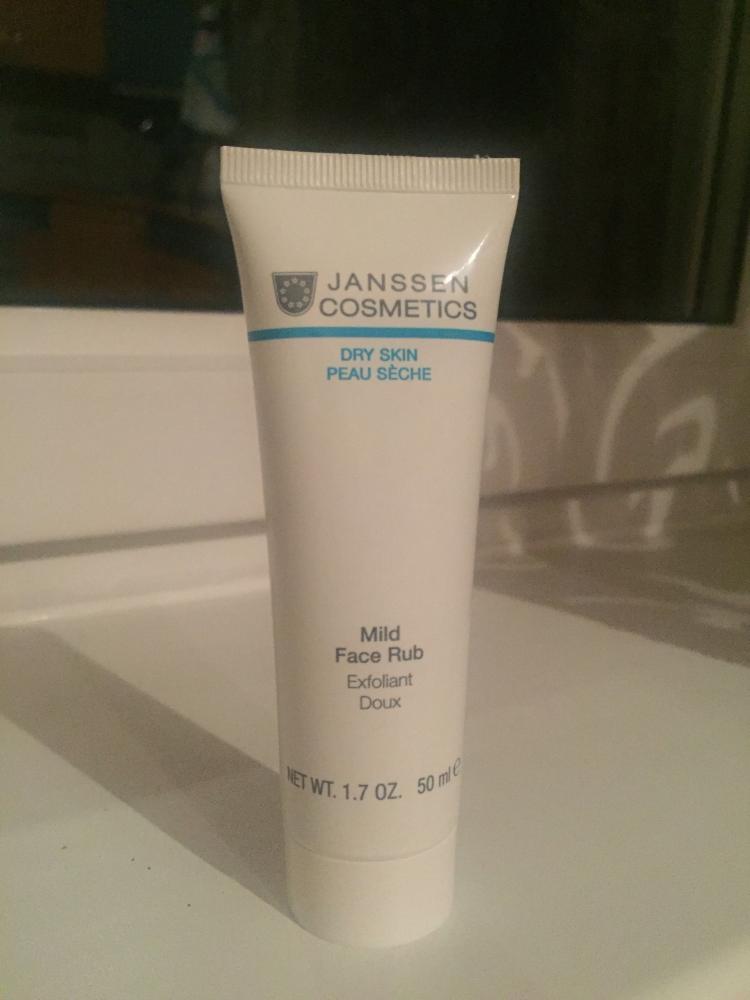 JANSSEN
COSMETICS
DRY SKIN
PEAU SÈCHE
Mild
Face Rub
Exfoliant
Doux
NET WT. 1.7 OZ. 50 ml ℮